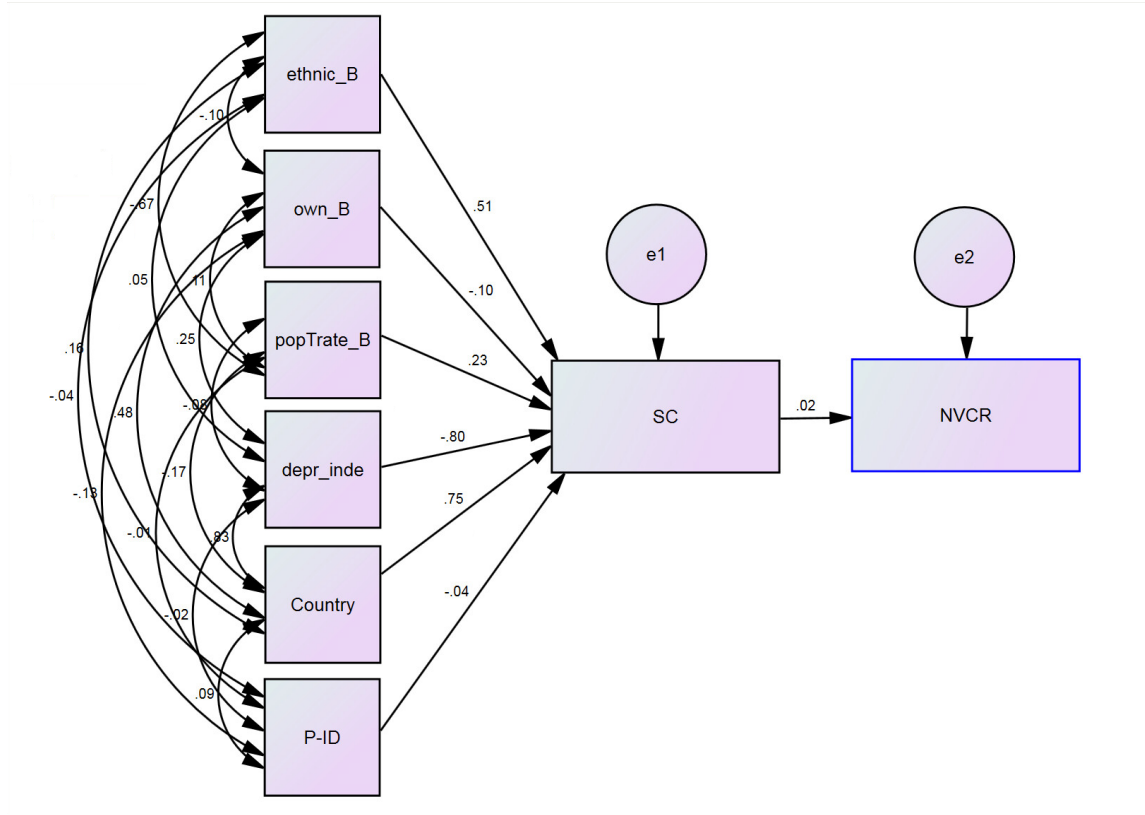 ethnic_B
-.10
own_B
.51
-.67
e1
e2
.05
.11
-.10
.25
popTrate_B
.23
.16
-.04
-.08
.48
SC
.02
NVCR
-.80
depr_inde
-.17
-.13
.75
-.01
.83
Country
-.04
-.02
.09
P-ID